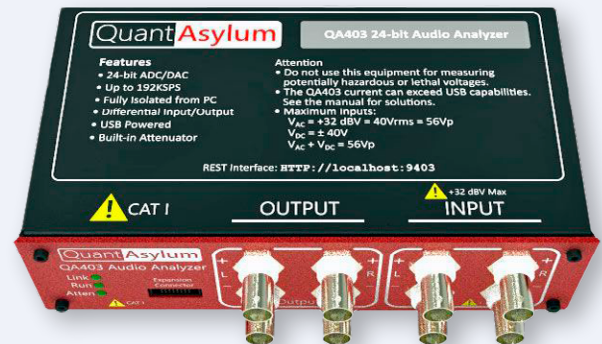 QuantAsylum
QA403 24-bit Audio Analyzer
Features
• 24-bit ADC/DAC
• Up to 192KSPS
• Fully Isolated from PC
• Differential Input/Output
• USB Powered
• Built-in Attenuator
Attention
• Do not use this equipment for measuring
potentially hazardous or lethal voltages.
• The QA403 current can exceed USB capabilities.
See the manual for solutions.
• Maximum Inputs:
VAC = +32 dBV = 40Vrms = 56Vp
VDC = ± 40V
VAC + VDC = 56Vp
REST Interface: HTTP://localhost:9403
CAT I
OUTPUT
+32 dBV Max
INPUT
QuantAsylum
QA403 Audio Analyzer
Link
Run
Atten
Expansion
Connector
CAT I
+ +
L R
- -
+ +
L R
- -